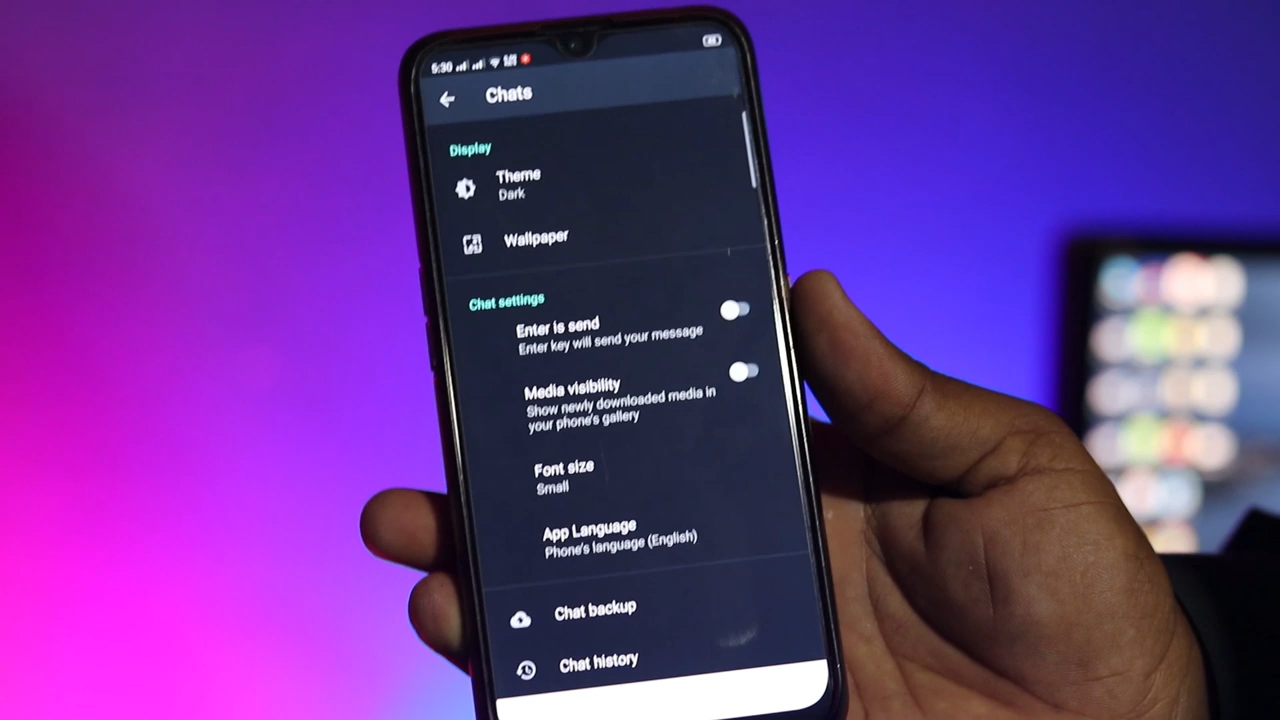 5:30
Chats
Display
Theme
Dark
Wallpaper
Chat settings
Enter is send
Enter key will send your message
Media visibility
Show newly downloaded media in
your phone's gallery
Font size
Small
App Language
Phone's language (English)
Chat backup
Chat history